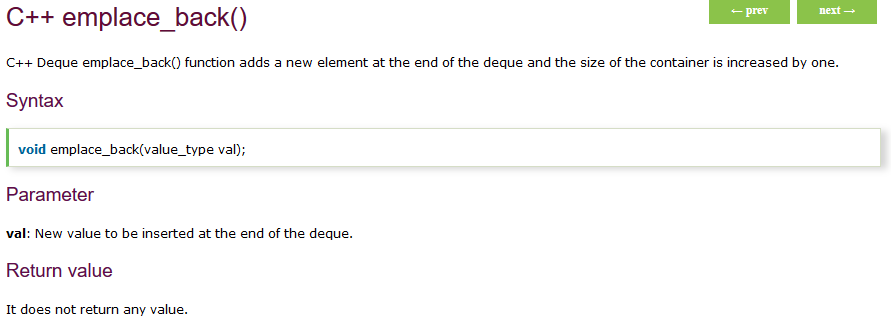 C++ emplace_back()
← prev
next →
C++ Deque emplace_back() function adds a new element at the end of the deque and the size of the container is increased by one.
Syntax
void emplace_back(value_type val);
Parameter
val: New value to be inserted at the end of the deque.
Return value
It does not return any value.